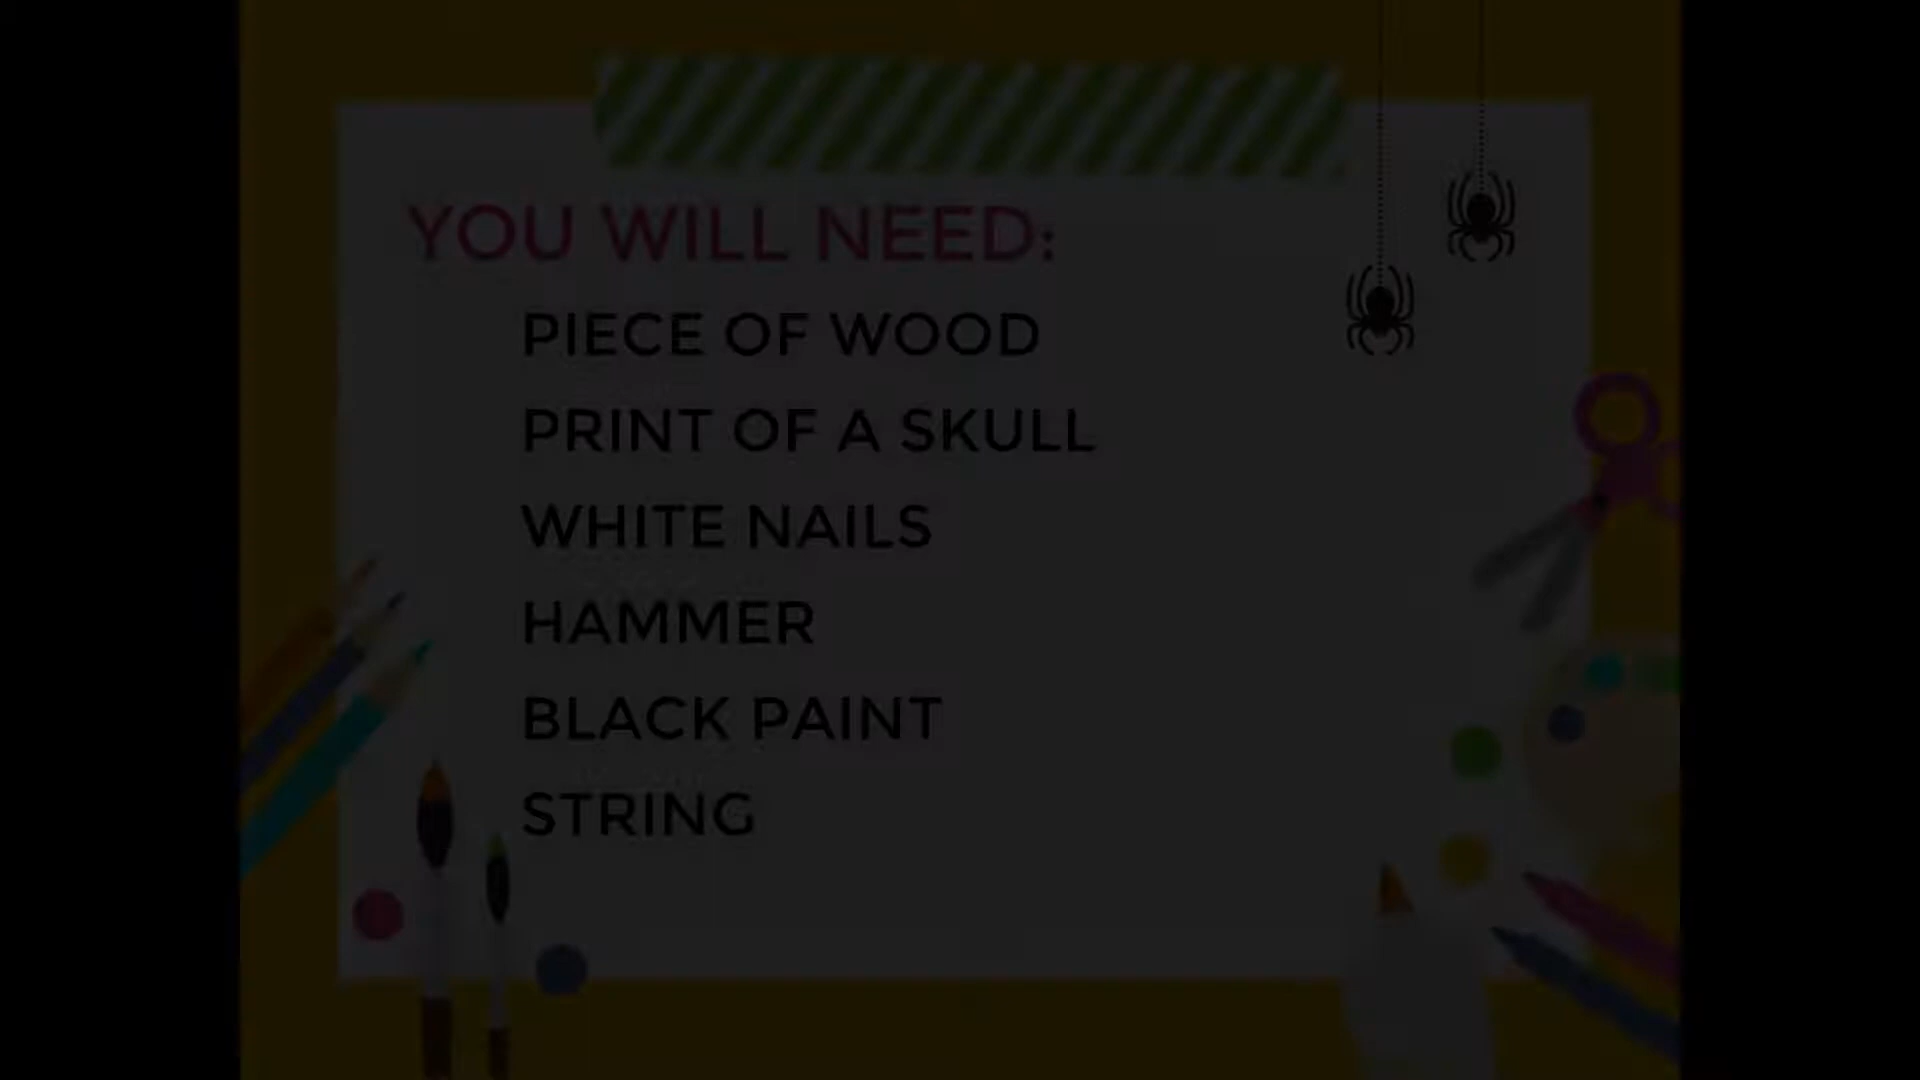 YOU WILL NEED:
PIECE OF WOOD
PRINT OF A SKULL
WHITE NAILS
HAMMER
BLACK PAINT
STRING